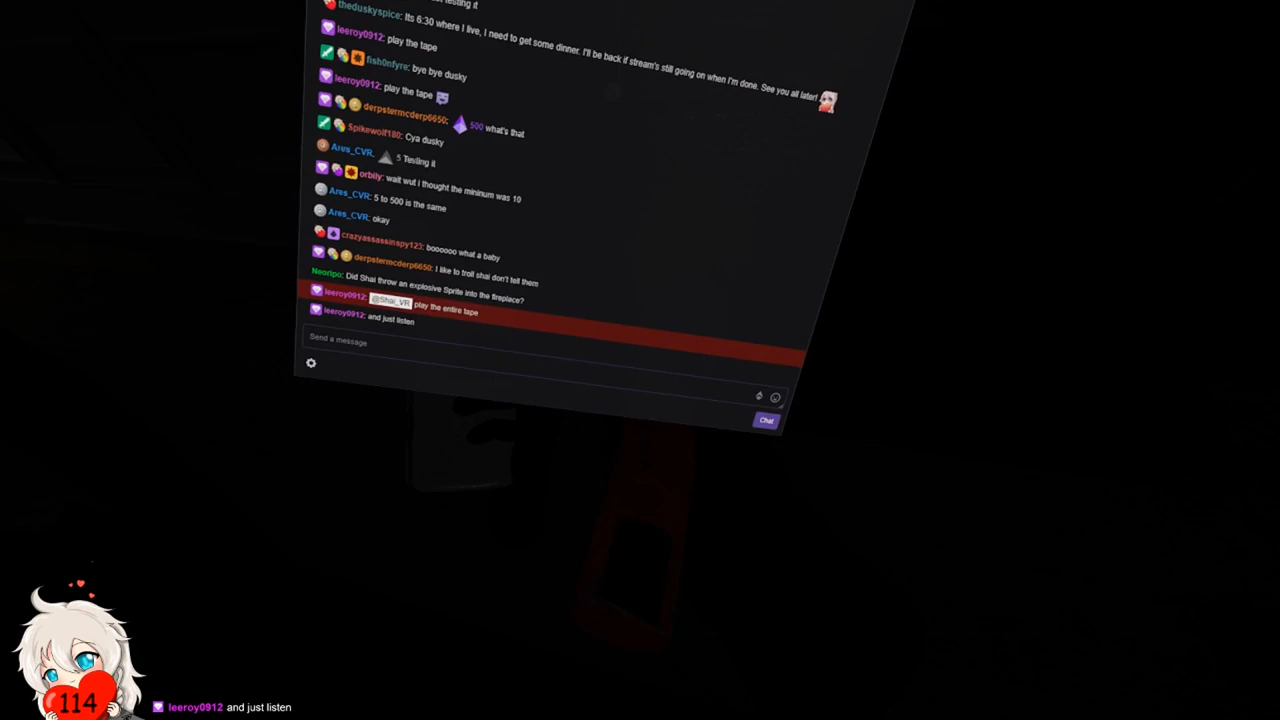 testing it
theduskyspice: Its 6:30 where I live, I need to get some dinner. I'll be back if stream's still going on when I'm done. See you all later!
leeroy0912: play the tape
fish0nfyre: bye bye dusky
leeroy0912: play the tape
derpstermcderp6650: 500 what's that
Spikewolf180: Cya dusky
Ares_CVR_ 5 Testing it
orbily: wait wut i thought the mininum was 10
Ares_CVR: 5 to 500 is the same
Ares_CVR: okay
crazyassassinspy123: boooooo what a baby
derpstermcderp6650: I like to troll shai don't tell them
Neoripo: Did Shai throw an explosive Sprite into the fireplace?
leeroy0912: @Shai_VR play the entire tape
leeroy0912: and just listen
Send a message
Chat
114
leeroy0912 and just listen